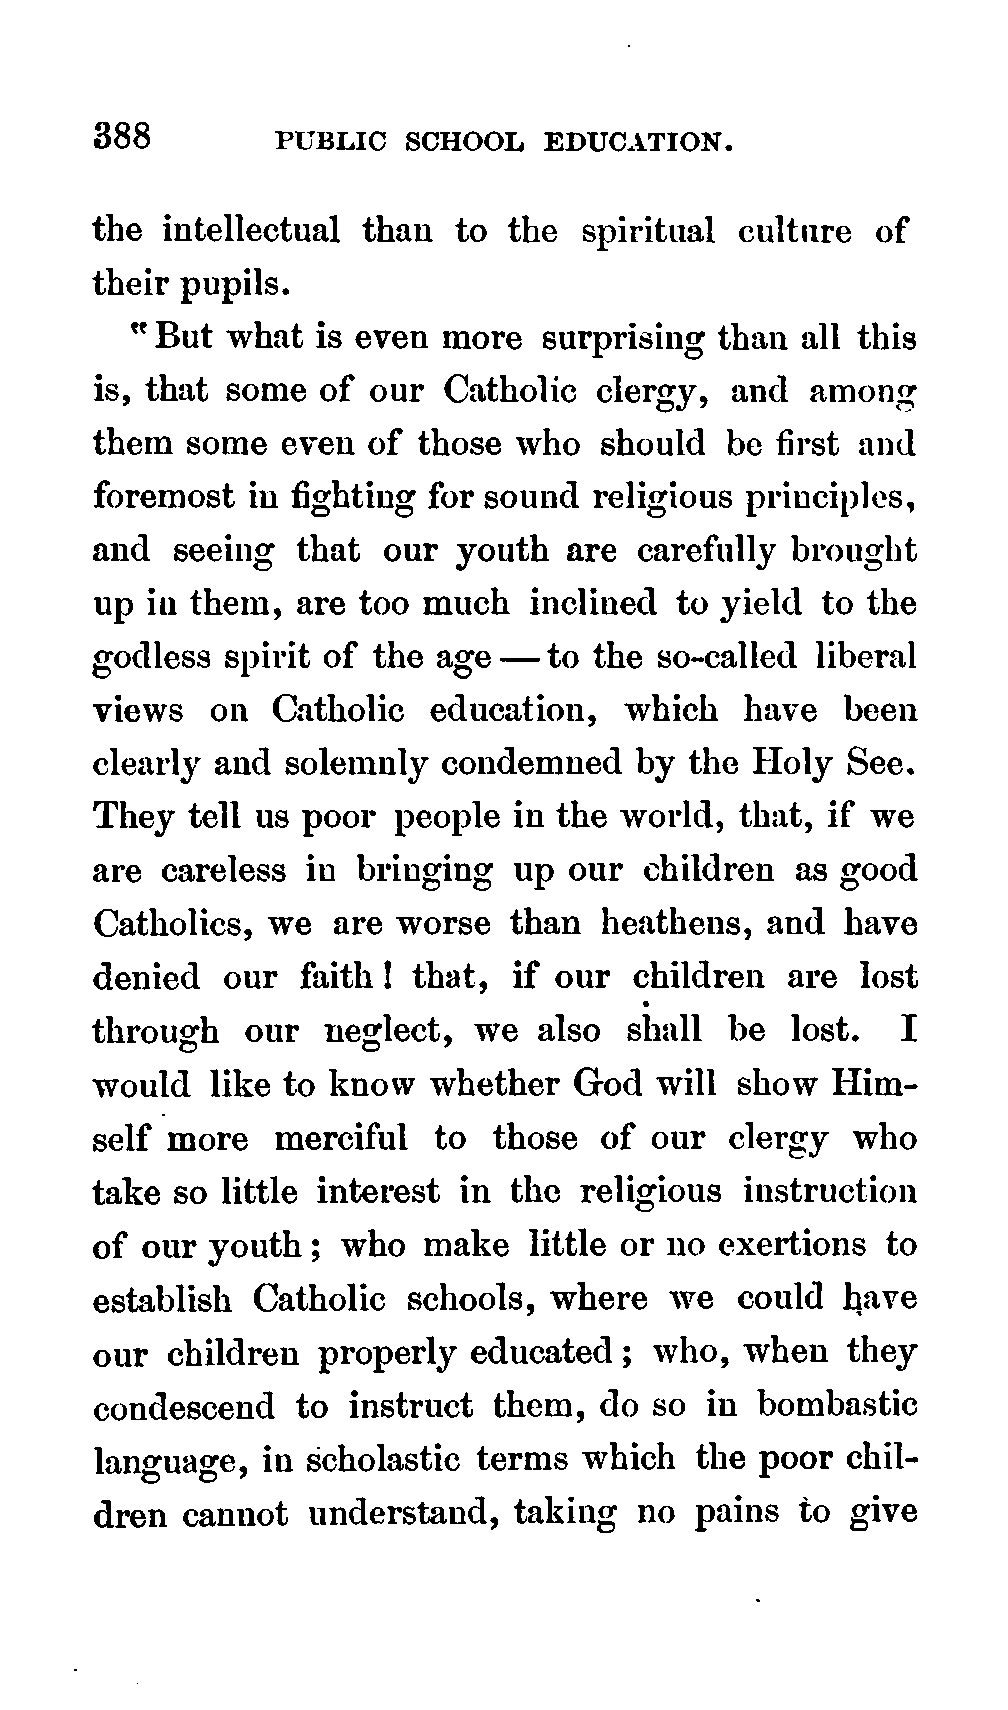 388 PUBLIC SCHOOL EDUCATION.
the intellectual than to the spiritual culture of
their pupils.
"But what is even more surprising than all this
is, that some of our Catholic clergy, and among
them some even of those who should be first and
foremost in fighting for sound religious principles,
and seeing that our youth are carefully brought
up in them, are too much inclined to yield to the
godless spirit of the age — to the so-called liberal
views on Catholic education, which have been
clearly and solemnly condemned by the Holy See.
They tell us poor people in the world, that, if we
are careless in bringing up our children as good
Catholics, we are worse than heathens, and have
denied our faith! that, if our children are lost
through our neglect, we also shall be lost. I
would like to know whether God will show Him-
self more merciful to those of our clergy who
take so little interest in the religious instruction
of our youth; who make little or no exertions to
establish Catholic schools, where we could have
our children properly educated; who, when they
condescend to instruct them, do so in bombastic
language, in scholastic terms which the poor chil-
dren cannot understand, taking no pains to give